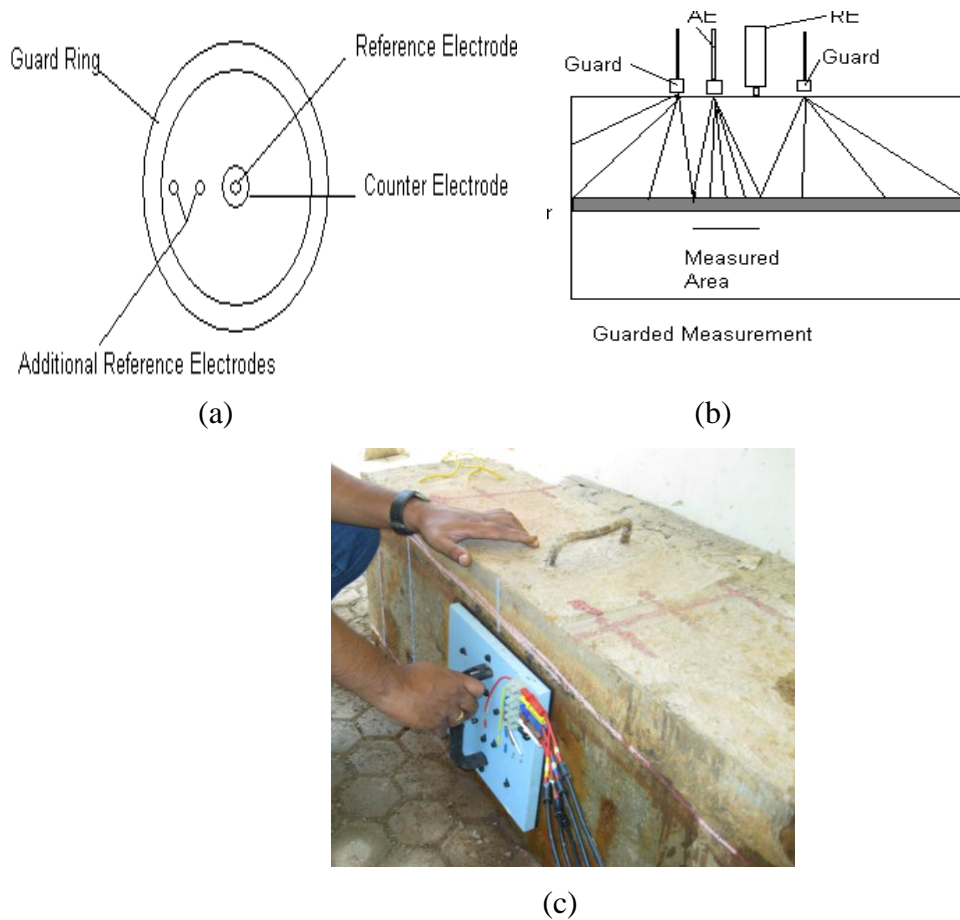 Guard Ring
Reference Electrode
Counter Electrode
Additional Reference Electrodes
(a)
AE
RE
Guard
Guard
r
Measured
Area
Guarded Measurement
(b)
(c)